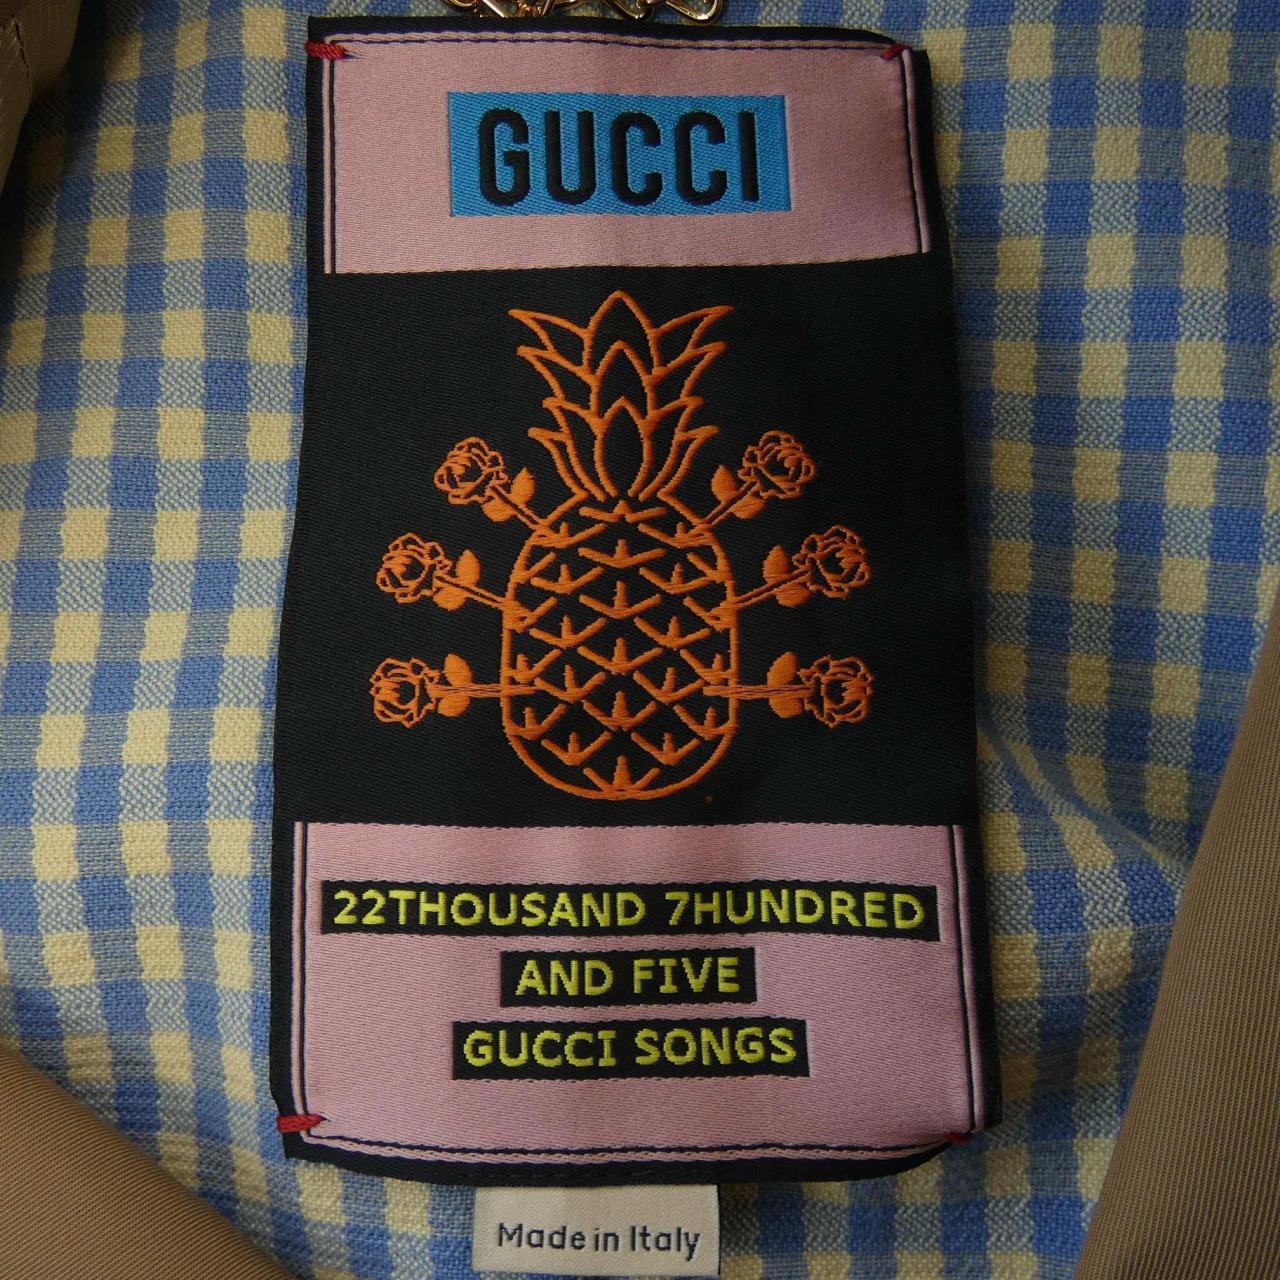 GUCCI
22THOUSAND 7HUNDRED
AND FIVE
GUCCI SONGS
Made in Italy